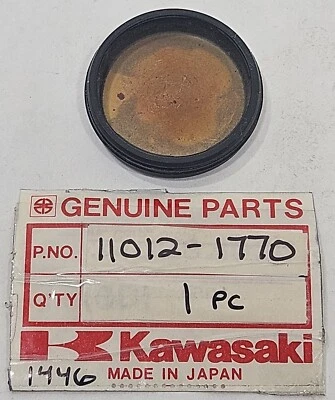 GENUINE PARTS
P.NO. 11012-1770
Q'TY 1 PC
Kawasaki
1446 MADE IN JAPAN